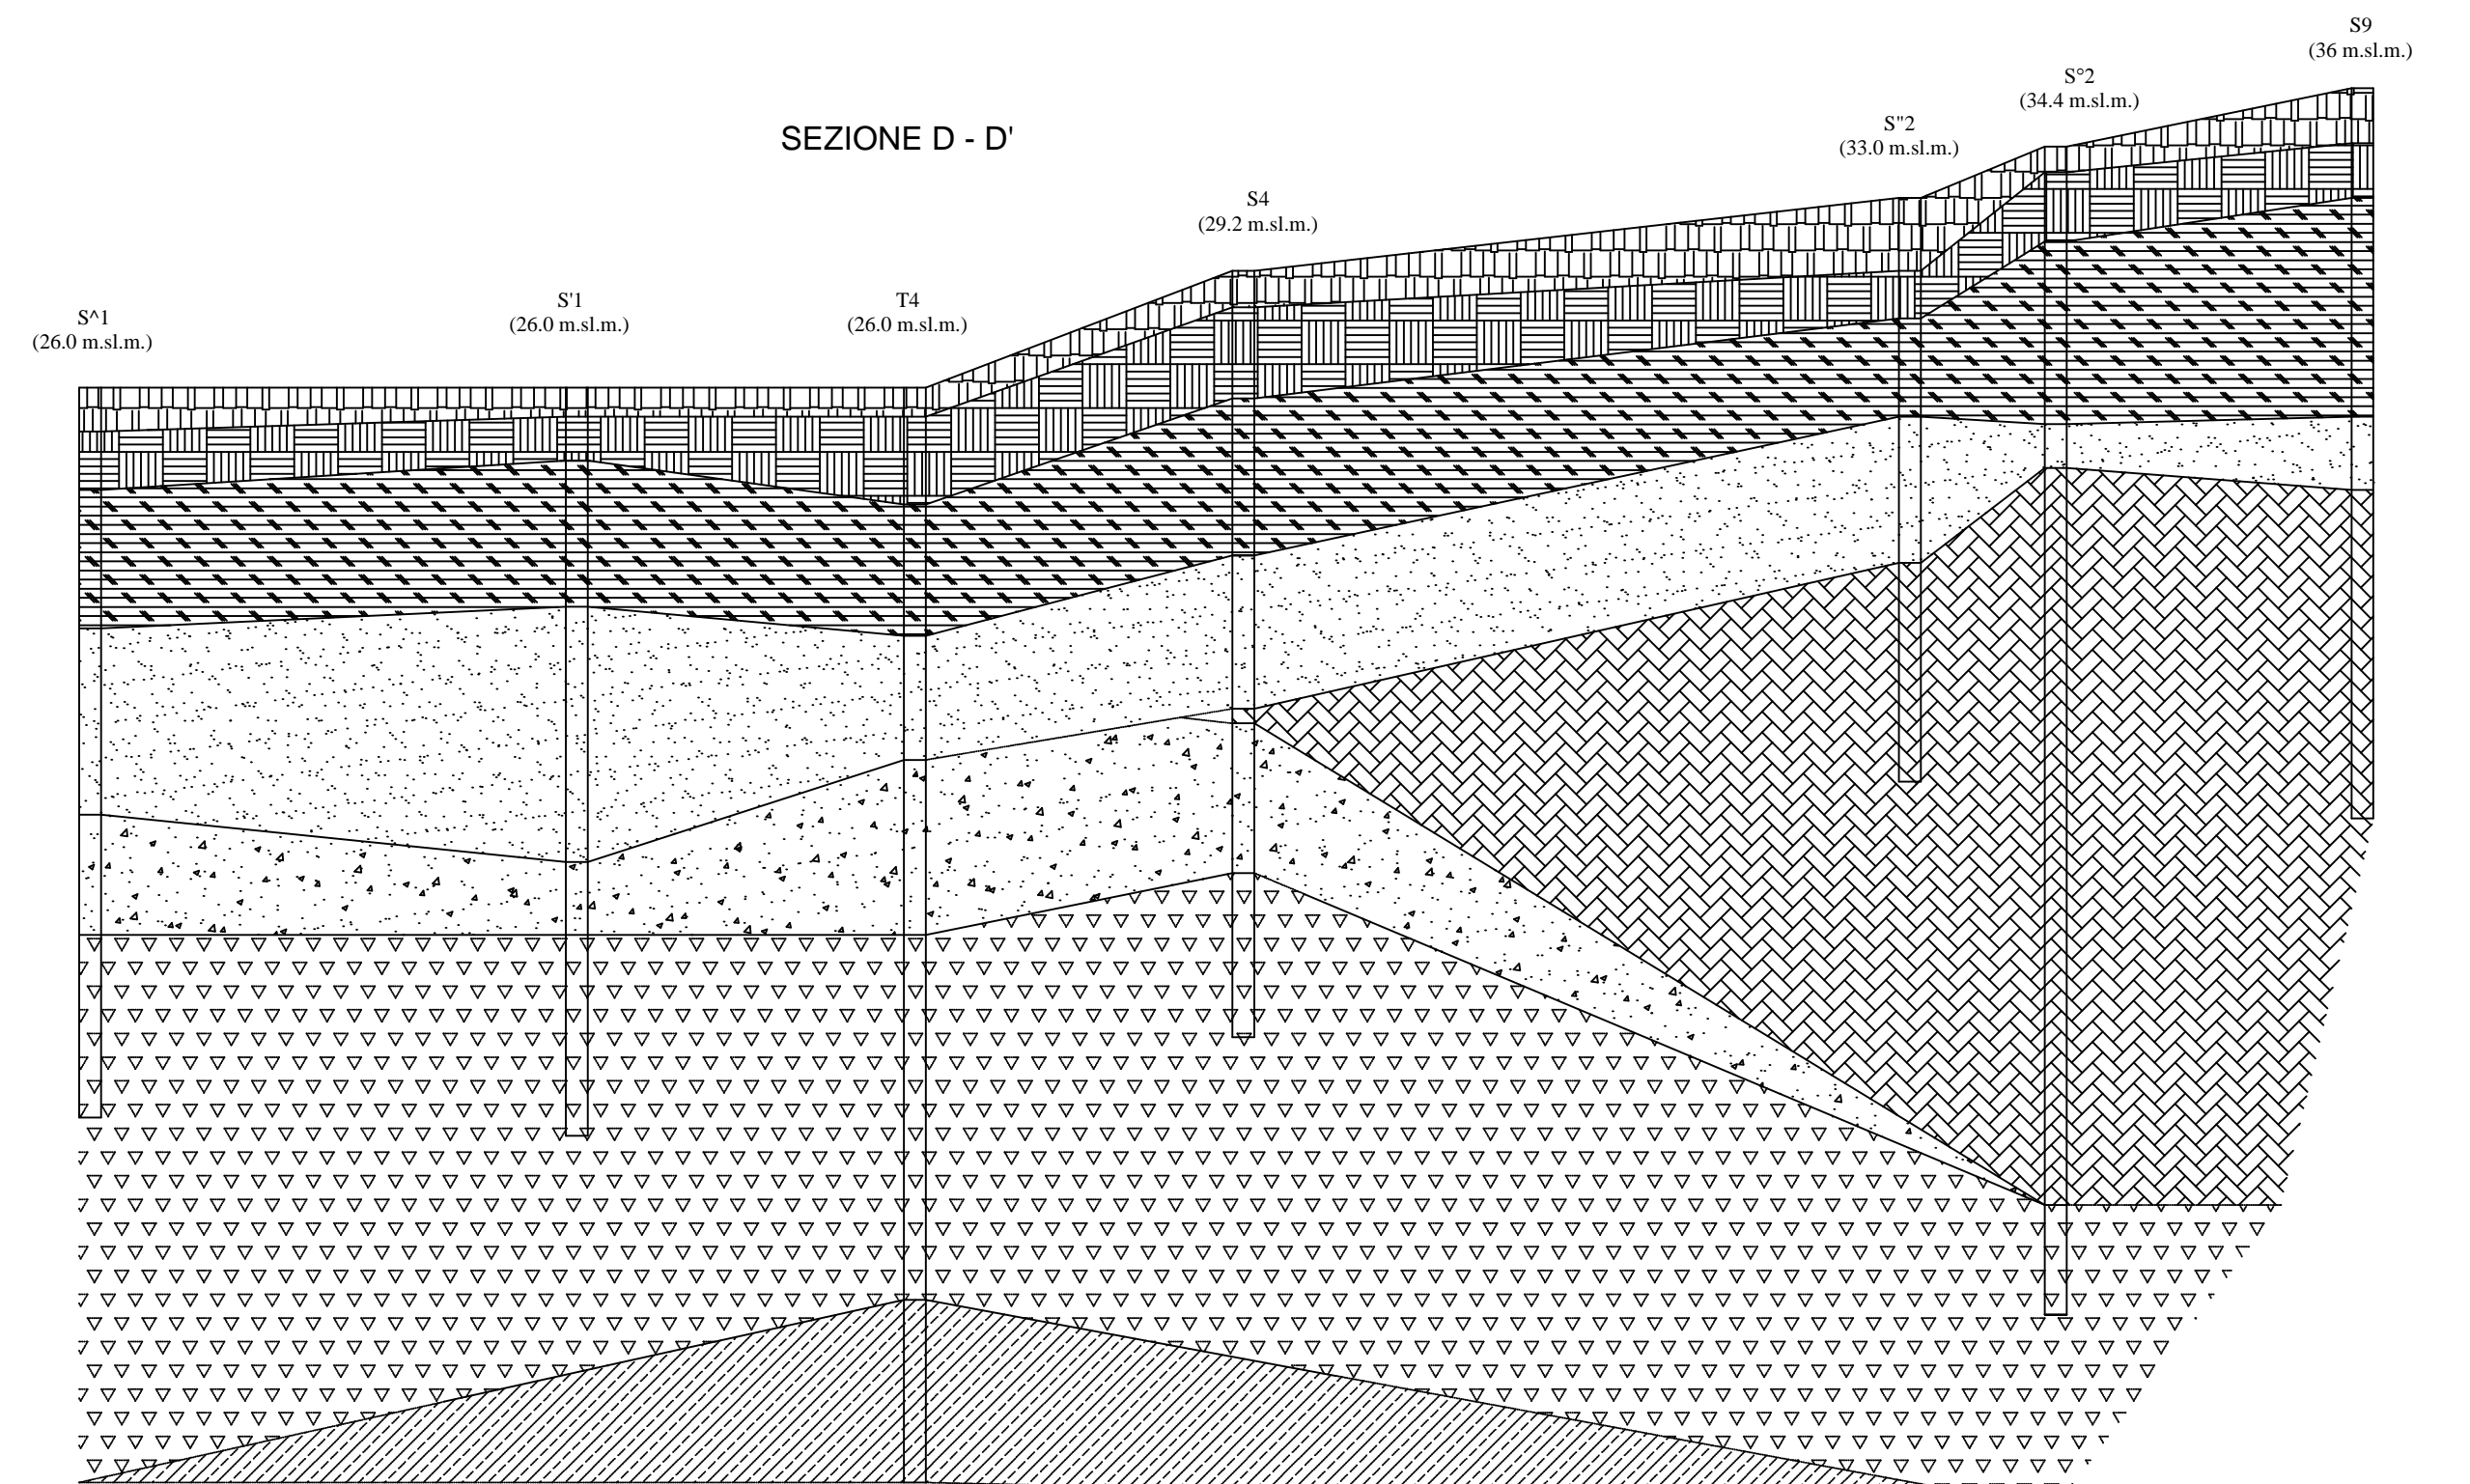 SEZIONE D - D'
S^1
(26.0 m.sl.m.)
S'1
(26.0 m.sl.m.)
T4
(26.0 m.sl.m.)
S4
(29.2 m.sl.m.)
S"2
(33.0 m.sl.m.)
S°2
(34.4 m.sl.m.)
S9
(36 m.sl.m.)